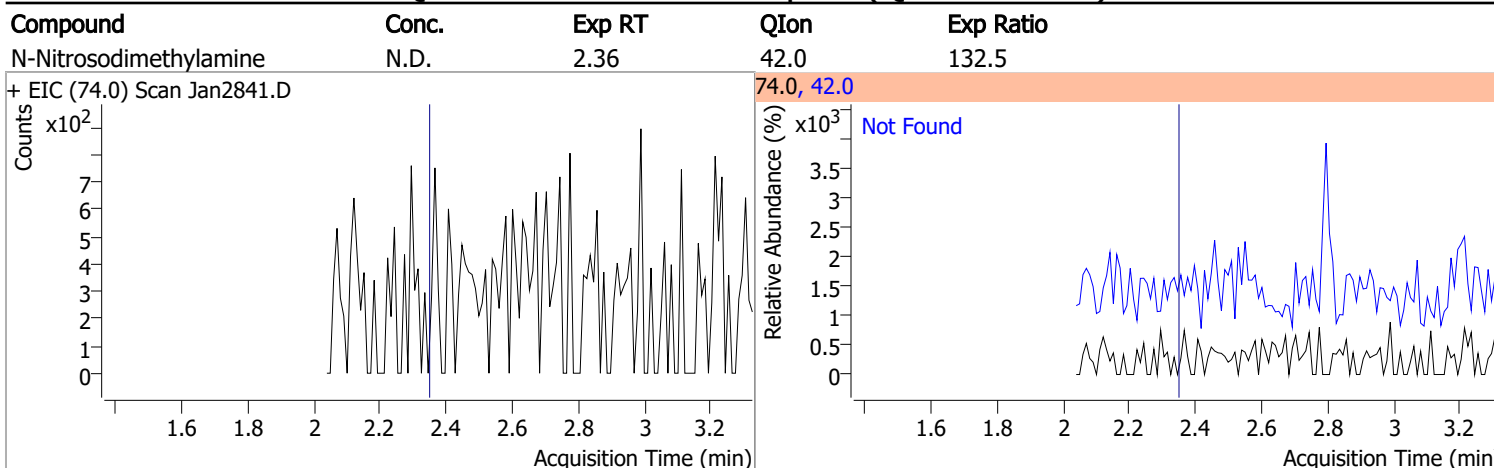 Compound Conc. Exp RT QIon Exp Ratio
N-Nitrosodimethylamine N.D. 2.36 42.0 132.5
+ EIC (74.0) Scan Jan2841.D
Counts
x10²
7
6
5
4
3
2
1
0
1.6 1.8 2 2.2 2.4 2.6 2.8 3 3.2
Acquisition Time (min)
74.0, 42.0
Relative Abundance (%)
x10³
Not Found
3.5
3
2.5
2
1.5
1
0.5
0
1.6 1.8 2 2.2 2.4 2.6 2.8 3 3.2
Acquisition Time (min